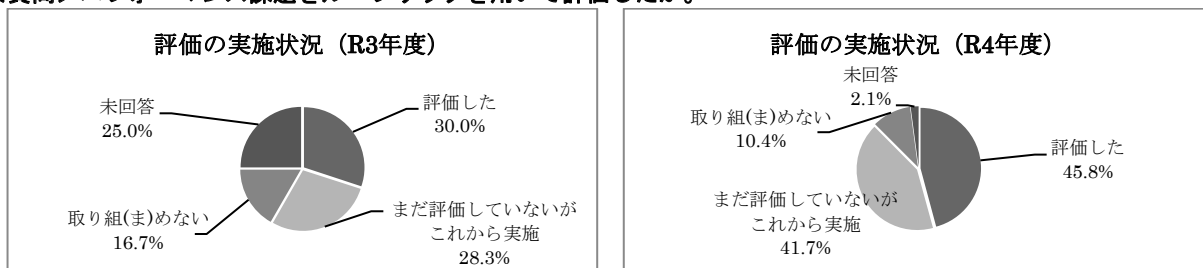 評価の実施状況（R3年度）
未回答
25.0%
評価した
30.0%
取り組(ま)めない
16.7%
まだ評価していないが
これから実施
28.3%
評価の実施状況（R4年度）
未回答
2.1%
取り組(ま)めない
10.4%
評価した
45.8%
まだ評価していないが
これから実施
41.7%